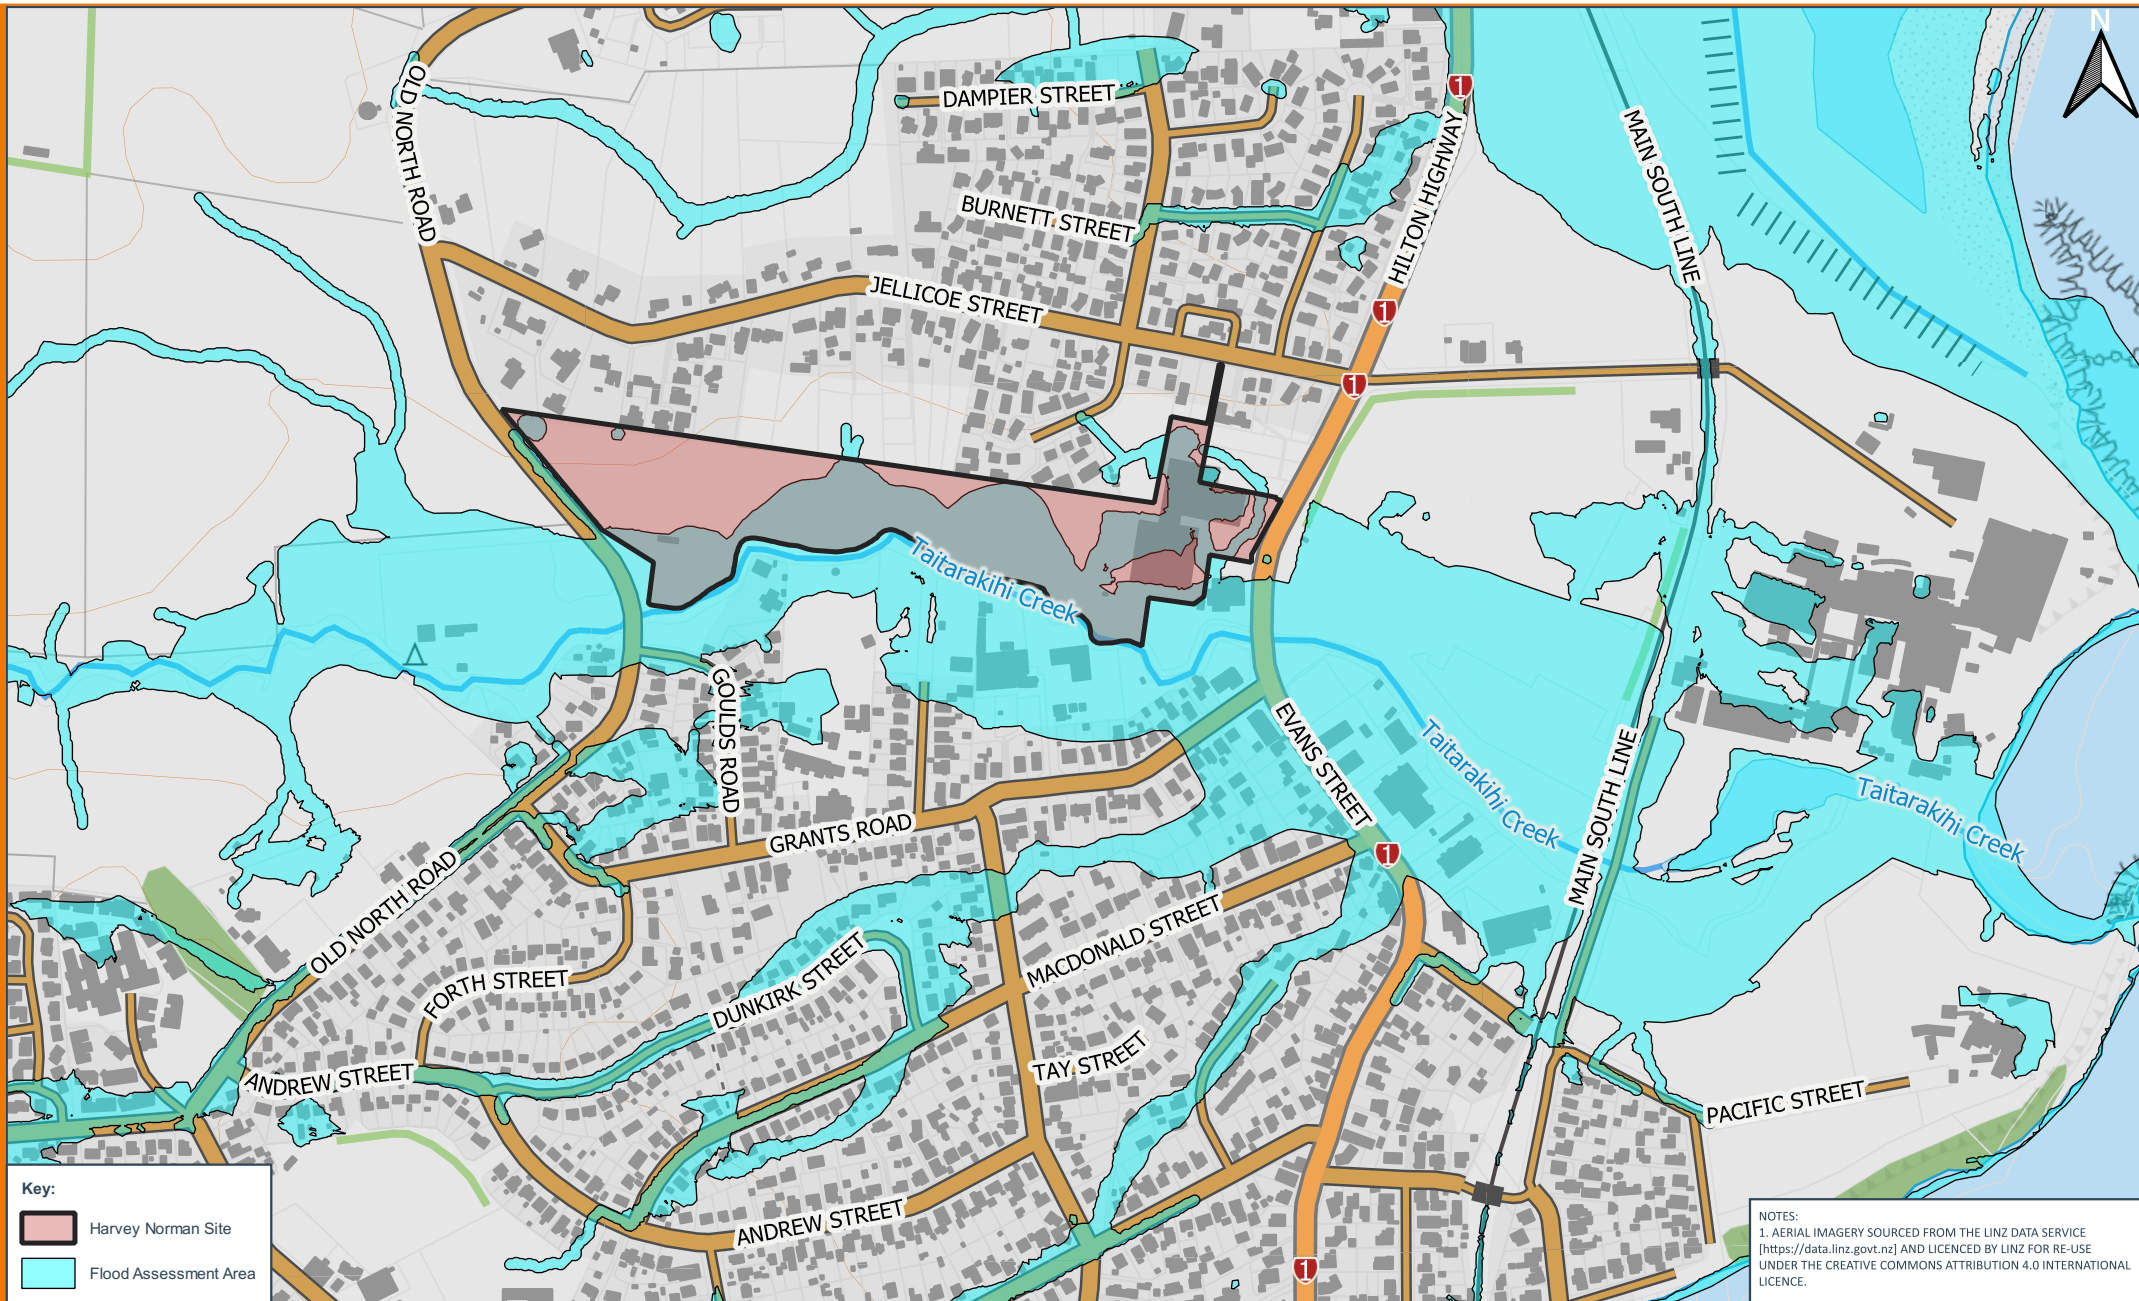 N
1
OLD NORTH ROAD
DAMPIER STREET
HILTON HIGHWAY
MAIN SOUTH LINE
BURNETT STREET
JELLICOE STREET
1
1
Taitarakihi Creek
GOULDS ROAD
EVANS STREET
Taitarakihi Creek
MAIN SOUTH LINE
Taitarakihi Creek
GRANTS ROAD
1
OLD NORTH ROAD
MACDONALD STREET
FORTH STREET
DUNKIRK STREET
TAY STREET
ANDREW STREET
PACIFIC STREET
ANDREW STREET
1
Key:
Harvey Norman Site
Flood Assessment Area
NOTES:
1. AERIAL IMAGERY SOURCED FROM THE LINZ DATA SERVICE
[https://data.linz.govt.nz] AND LICENCED BY LINZ FOR RE-USE
UNDER THE CREATIVE COMMONS ATTRIBUTION 4.0 INTERNATIONAL
LICENCE.